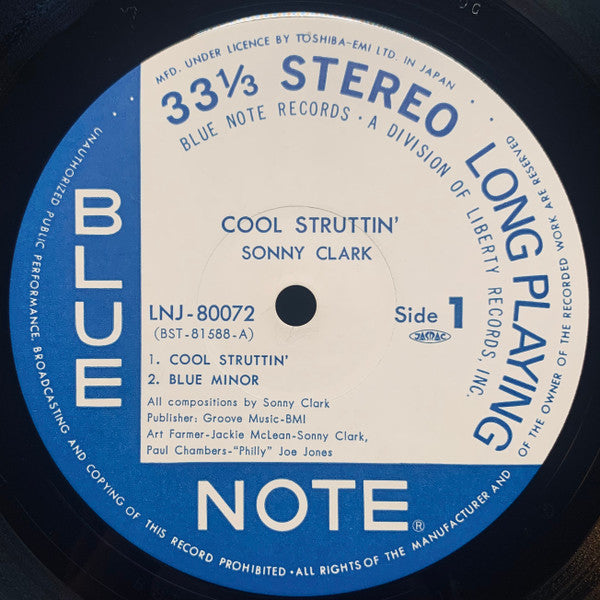 MFD. UNDER LICENCE BY TOSHIBA-EMI LTD. IN JAPAN
33⅓ STEREO LONG PLAYING
BLUE NOTE RECORDS · A DIVISION OF LIBERTY RECORDS, INC.
COOL STRUTTIN'
SONNY CLARK
LNJ-80072
(BST-81588-A)
Side 1
JASRAC
1. COOL STRUTTIN'
2. BLUE MINOR
All compositions by Sonny Clark
Publisher: Groove Music-BMI
Art Farmer-Jackie McLean-Sonny Clark,
Paul Chambers-"Philly" Joe Jones
BLUE
NOTE®
UNAUTHORIZED PUBLIC PERFORMANCE, BROADCASTING AND COPYING OF THIS RECORD PROHIBITED • ALL RIGHTS OF THE MANUFACTURER AND OF THE OWNER OF THE RECORDED WORK ARE RESERVED